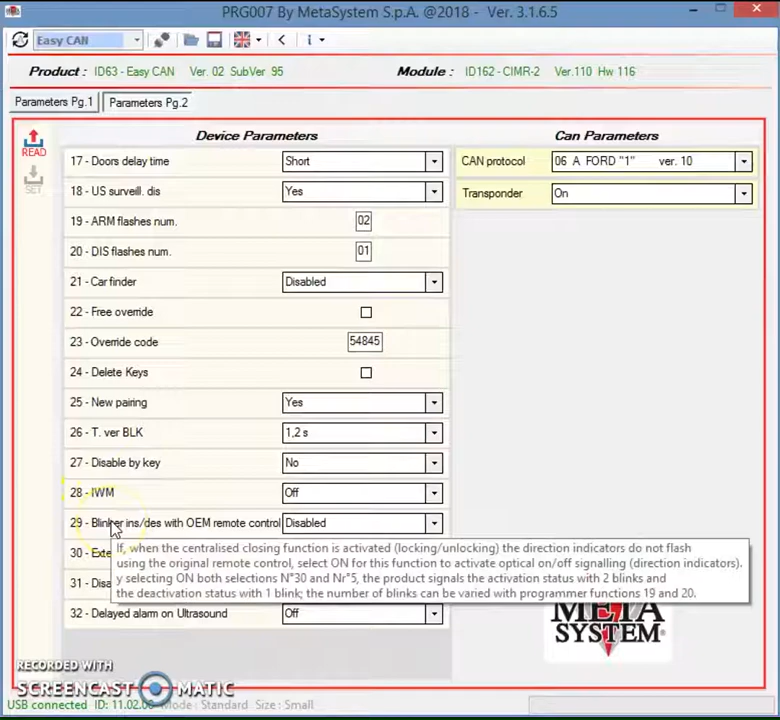 PRG007 By MetaSystem S.p.A. @2018 - Ver. 3.1.6.5
Easy CAN
Product : ID63 - Easy CAN Ver. 02 SubVer 95 Module : ID162 - CIMR-2 Ver.110 Hw 116
Parameters Pg.1 Parameters Pg.2
READ
SET
Device Parameters
17 - Doors delay time Short
18 - US surveill. dis Yes
19 - ARM flashes num. 02
20 - DIS flashes num. 01
21 - Car finder Disabled
22 - Free override
23 - Override code 54845
24 - Delete Keys
25 - New pairing Yes
26 - T. ver BLK 1,2 s
27 - Disable by key No
28 - IWM Off
29 - Blinker ins/des with OEM remote control Disabled
30 - Exte
31 - Disa
32 - Delayed alarm on Ultrasound Off
Can Parameters
CAN protocol 06 A FORD "1" ver. 10
Transponder On
If, when the centralised closing function is activated (locking/unlocking) the direction indicators do not flash
using the original remote control, select ON for this function to activate optical on/off signalling (direction indicators).
y selecting ON both selections N°30 and Nr°5, the product signals the activation status with 2 blinks and
the deactivation status with 1 blink; the number of blinks can be varied with programmer functions 19 and 20.
META
SYSTEM
RECORDED WITH
SCREENCAST MATIC
USB connected ID: 11.02.00 Mode : Standard Size : Small